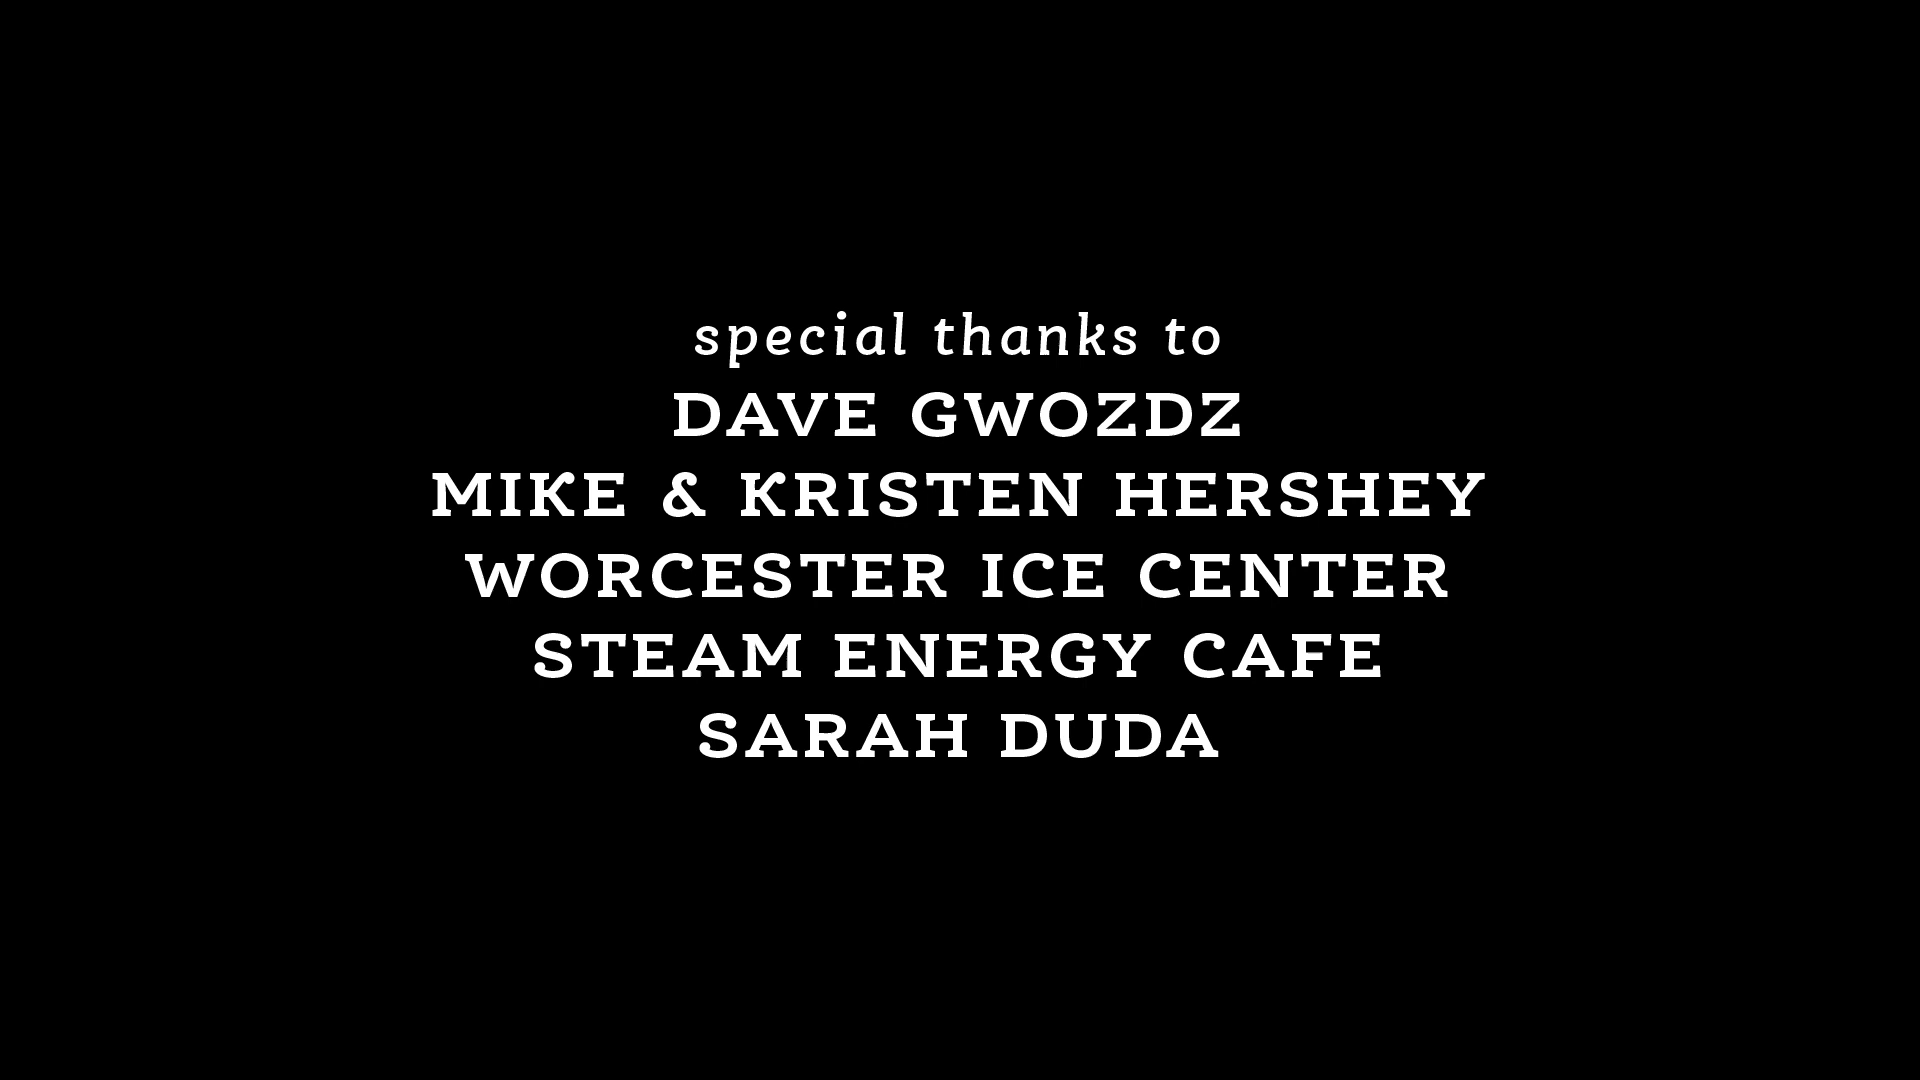 special thanks to
DAVE GWOZDZ
MIKE & KRISTEN HERSHEY
WORCESTER ICE CENTER
STEAM ENERGY CAFE
SARAH DUDA